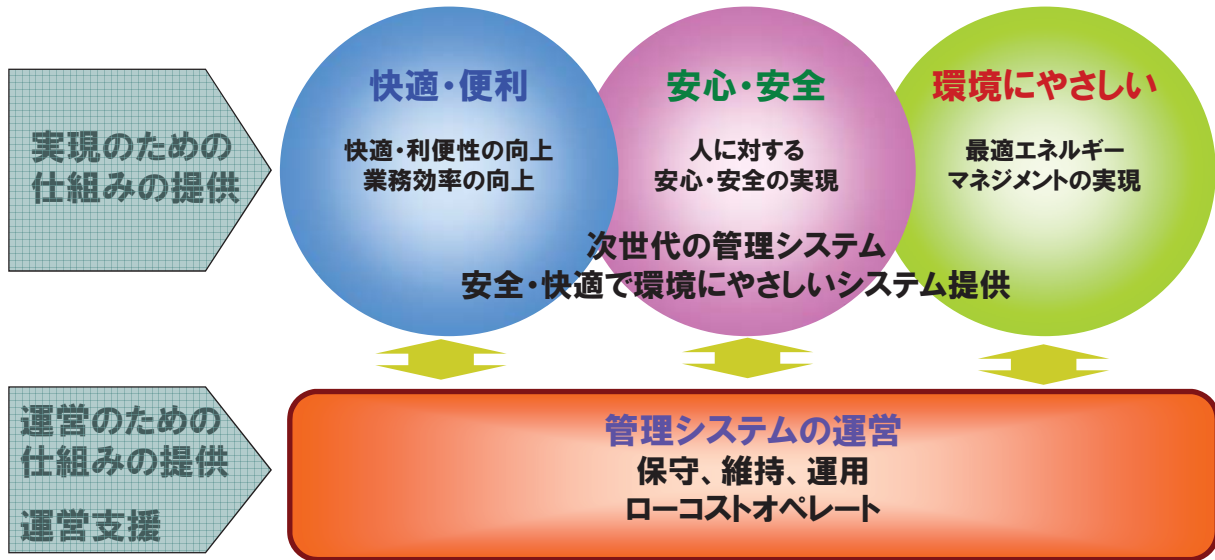 実現のための
仕組みの提供
快適・便利
快適・利便性の向上
業務効率の向上
安心・安全
人に対する
安心・安全の実現
環境にやさしい
最適エネルギー
マネジメントの実現
次世代の管理システム
安全・快適で環境にやさしいシステム提供
運営のための
仕組みの提供
運営支援
管理システムの運営
保守、維持、運用
ローコストオペレート